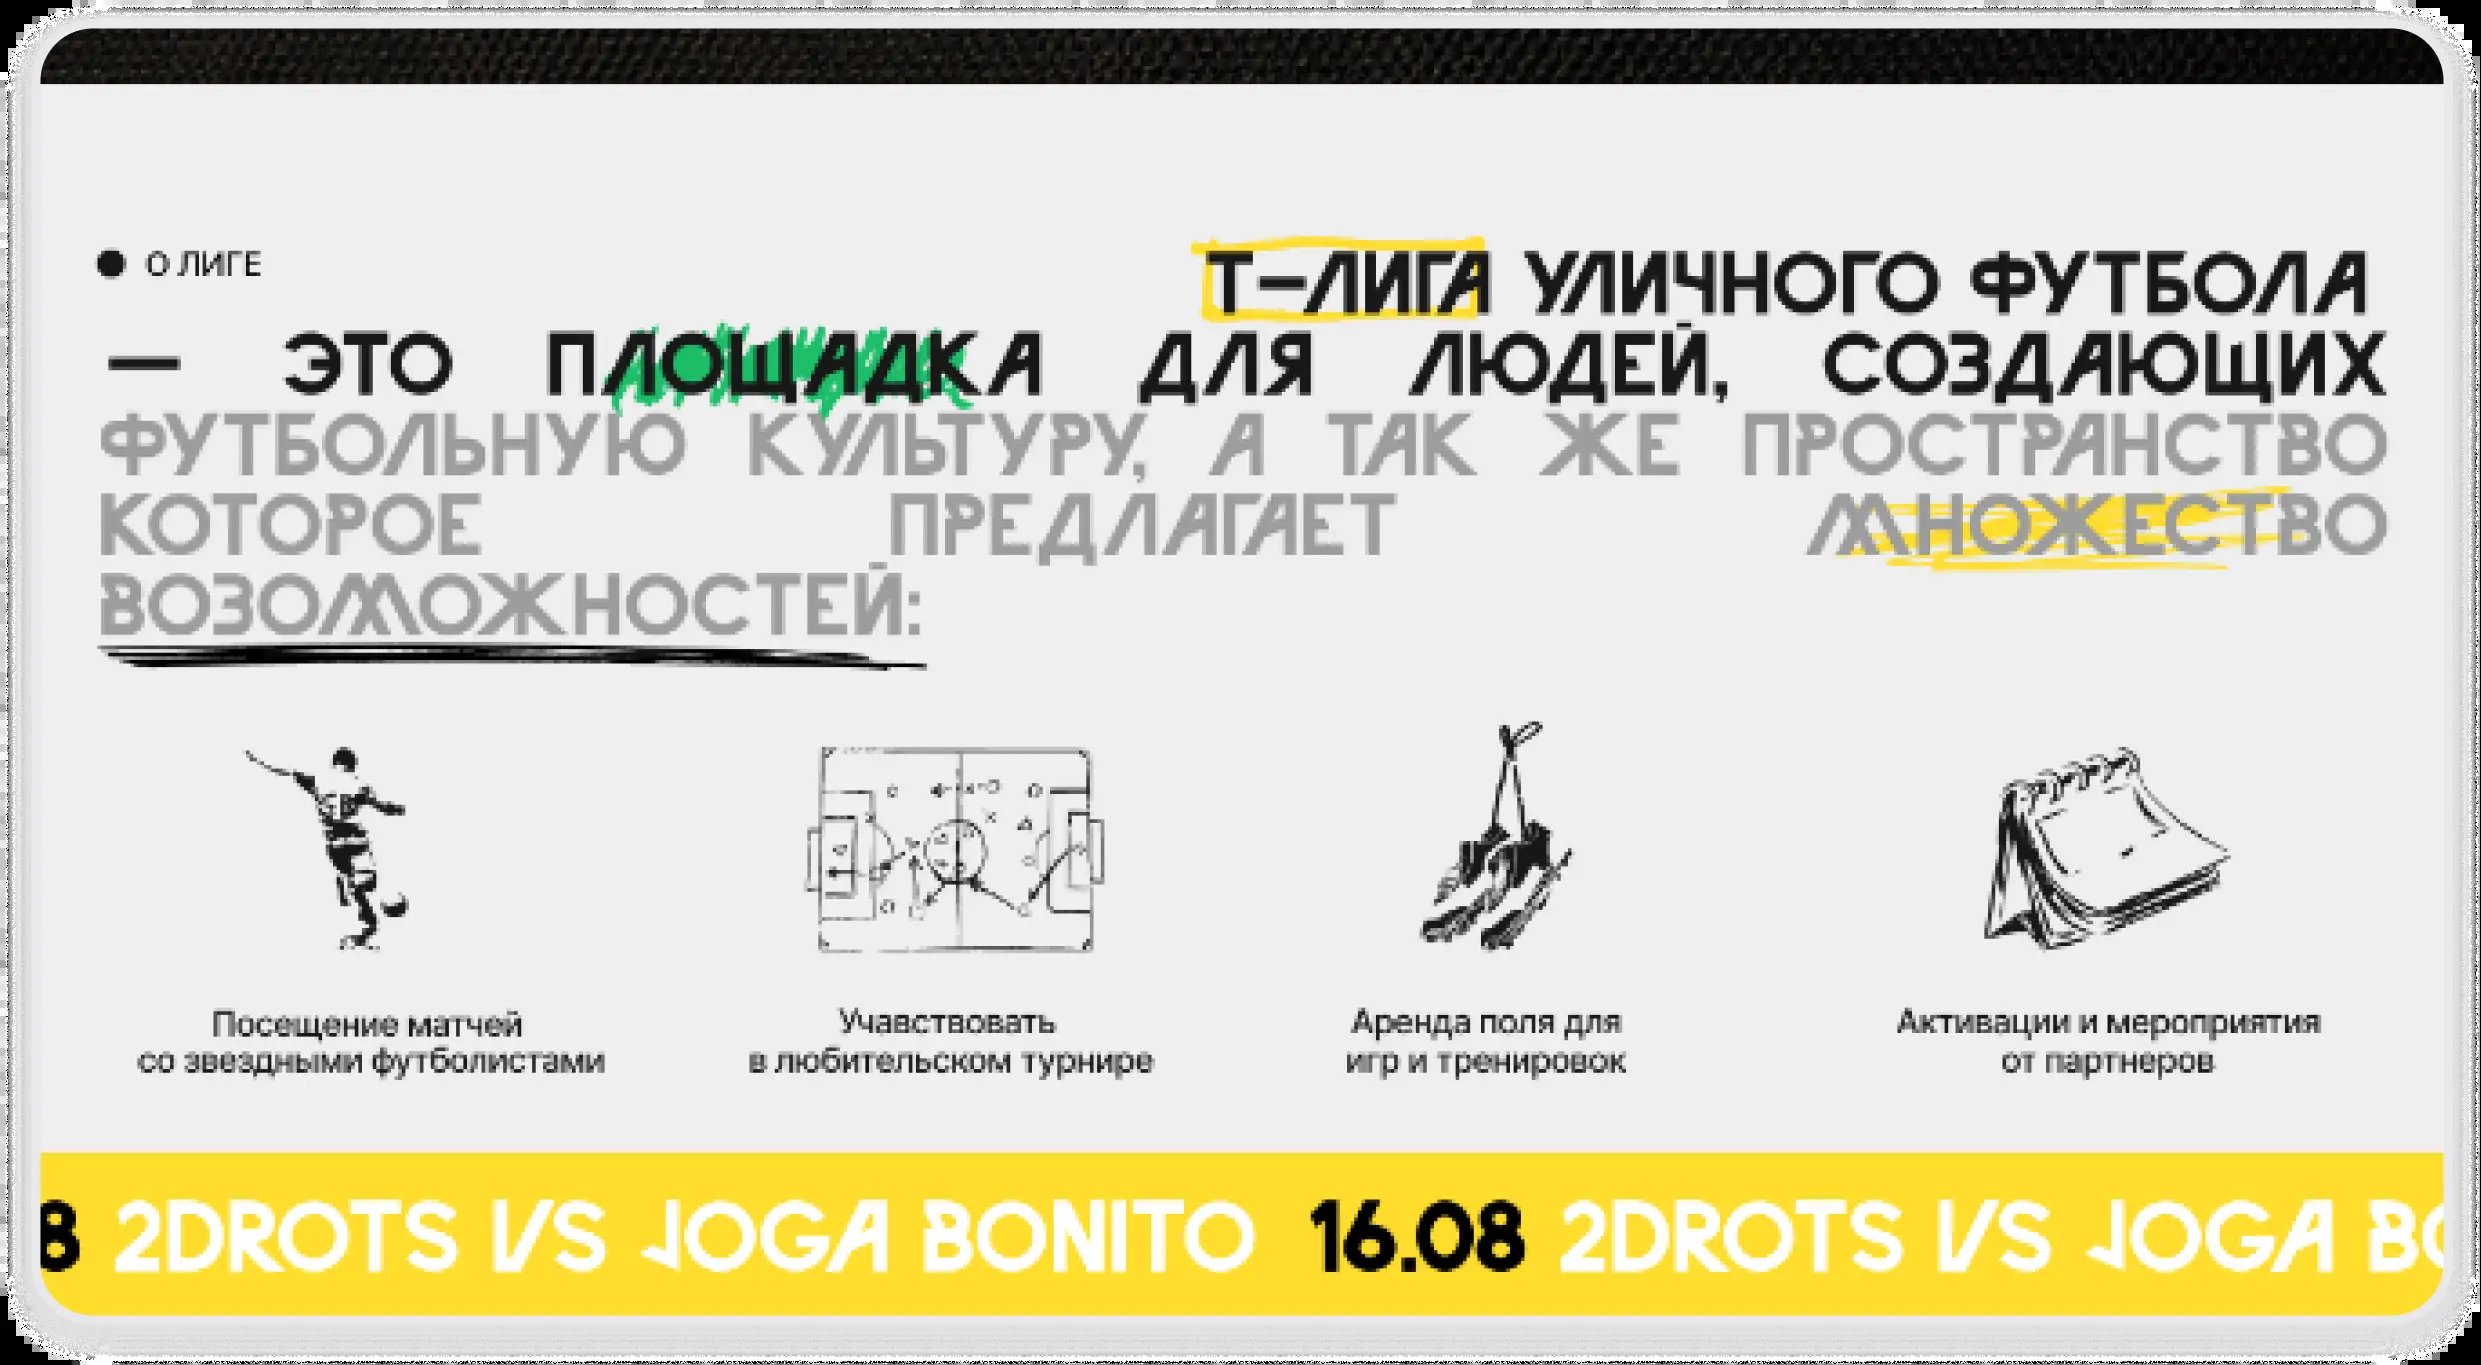 О ЛИГЕ
Т—ЛИГА УЛИЧНОГО ФУТБОЛА
— ЭТО ПЛОЩАДКА ДЛЯ ЛЮДЕЙ, СОЗДАЮЩИХ
ФУТБОЛЬНУЮ КУЛЬТУРУ, А ТАК ЖЕ ПРОСТРАНСТВО
КОТОРОЕ ПРЕДЛАГАЕТ МНОЖЕСТВО
ВОЗОМОЖНОСТЕЙ:
Посещение матчей
со звездными футболистами
Учавствовать
в любительском турнире
Аренда поля для
игр и тренировок
Активации и мероприятия
от партнеров
8 2DROTS VS JOGA BONITO 16.08 2DROTS VS JOGA BO